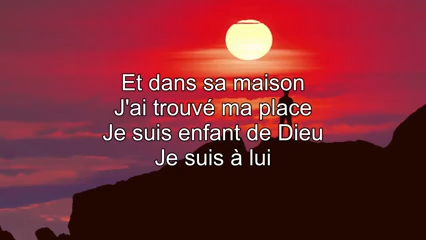 Et dans sa maison
J'ai trouvé ma place
Je suis enfant de Dieu
Je suis à lui